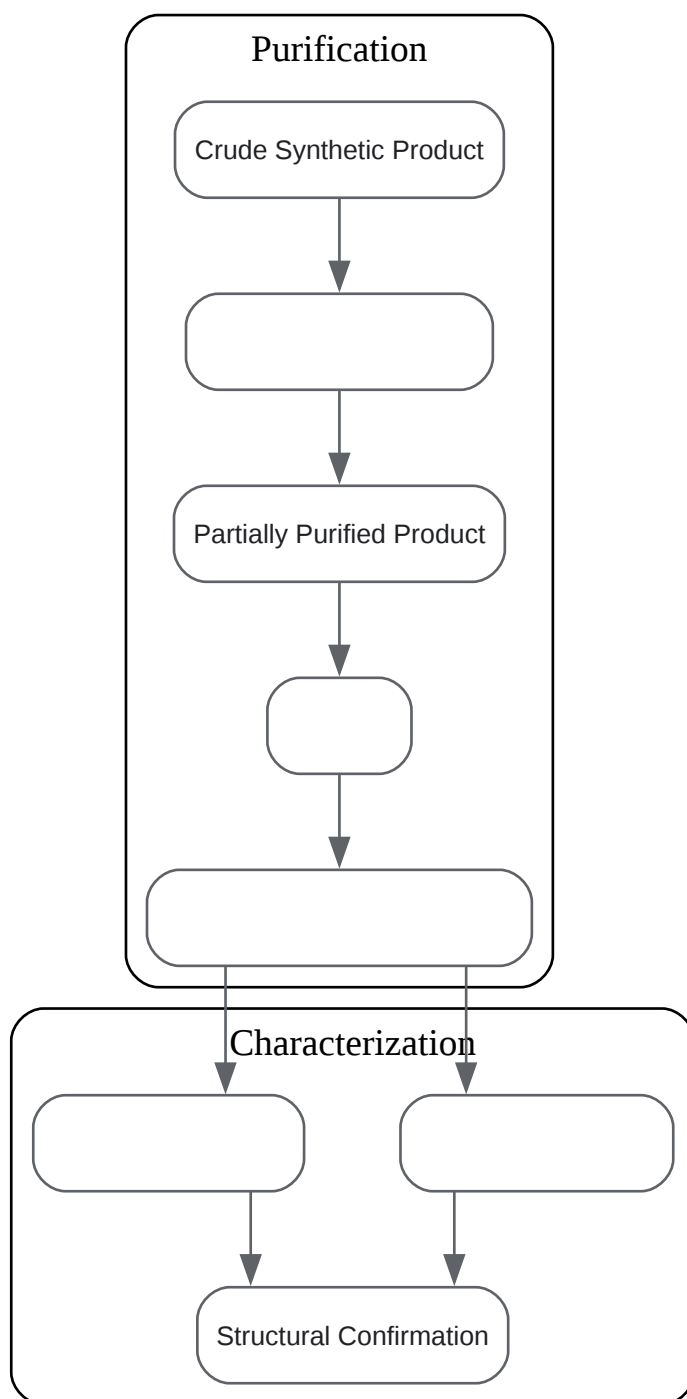 Purification
Crude Synthetic Product
Partially Purified Product
Characterization
Structural Confirmation